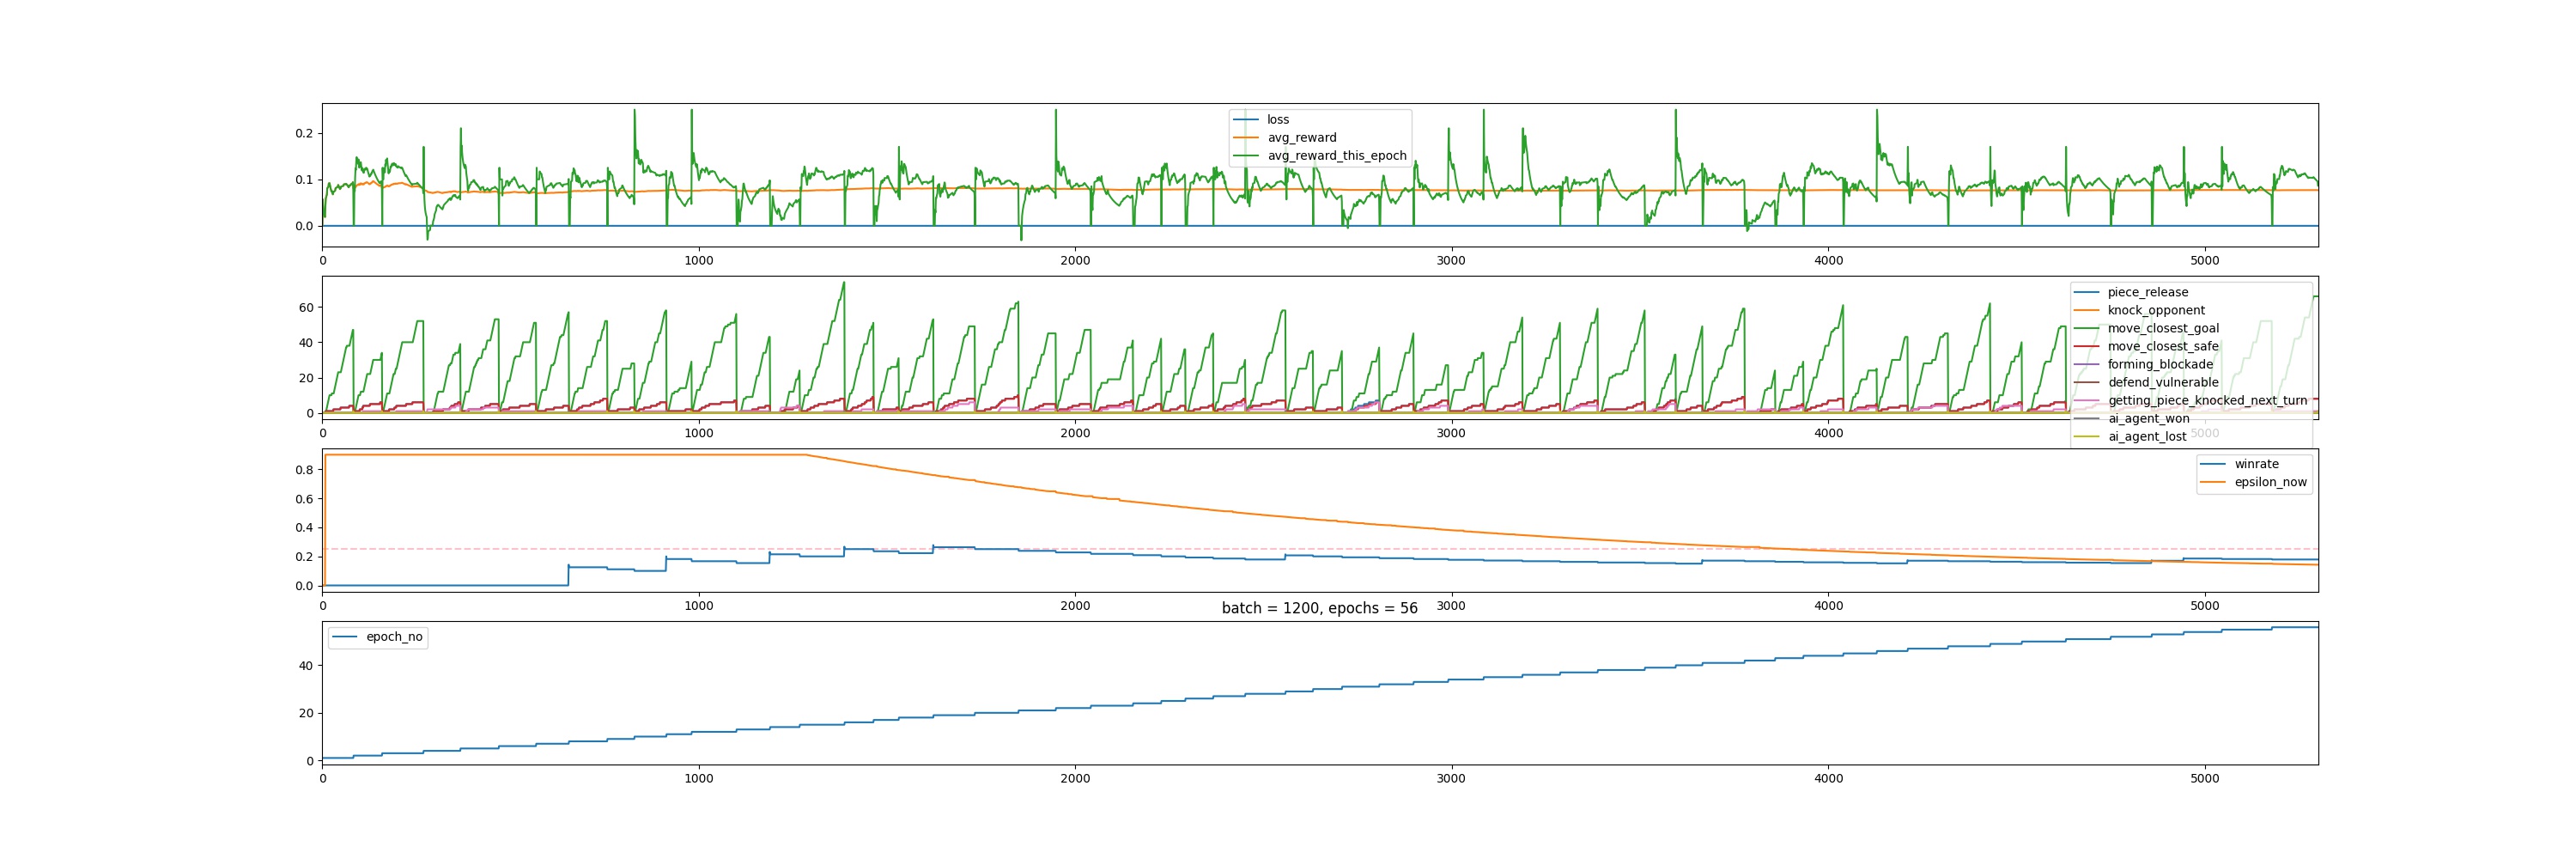 0.2
0.1
0.0
loss
avg_reward
avg_reward_this_epoch
0 1000 2000 3000 4000 5000
60
40
20
0
piece_release
knock_opponent
move_closest_goal
move_closest_safe
forming_blockade
defend_vulnerable
getting_piece_knocked_next_turn
ai_agent_won
ai_agent_lost
0 1000 2000 3000 4000 5000
0.8
0.6
0.4
0.2
0.0
winrate
epsilon_now
0 1000 2000 3000 4000 5000
batch = 1200, epochs = 56
40
20
0
epoch_no
0 1000 2000 3000 4000 5000